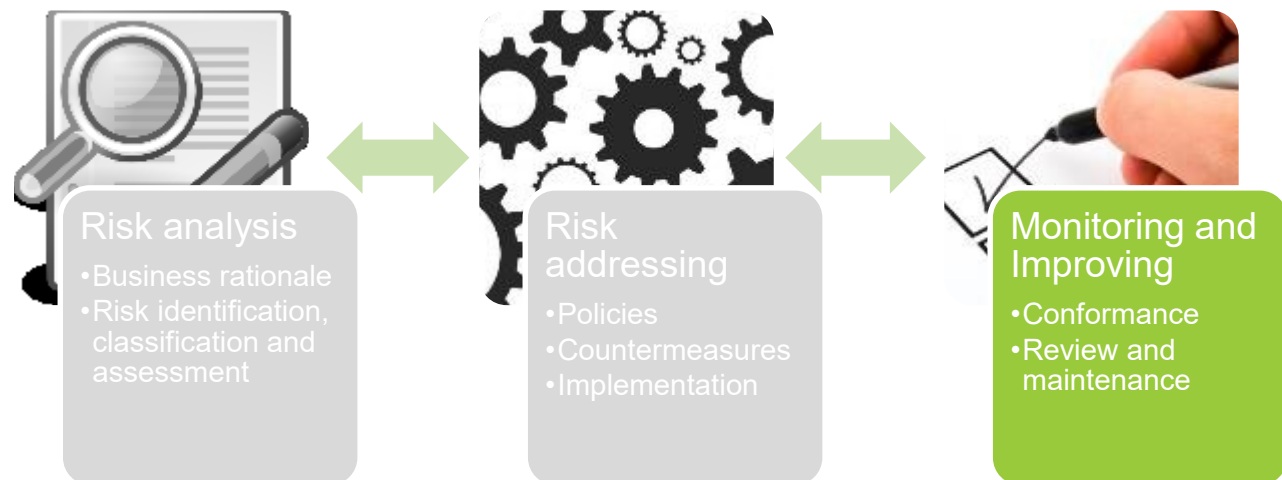 Risk analysis
•Business rationale
•Risk identification,
classification and
assessment
Risk
addressing
•Policies
•Countermeasures
•Implementation
Monitoring and
Improving
•Conformance
•Review and
maintenance